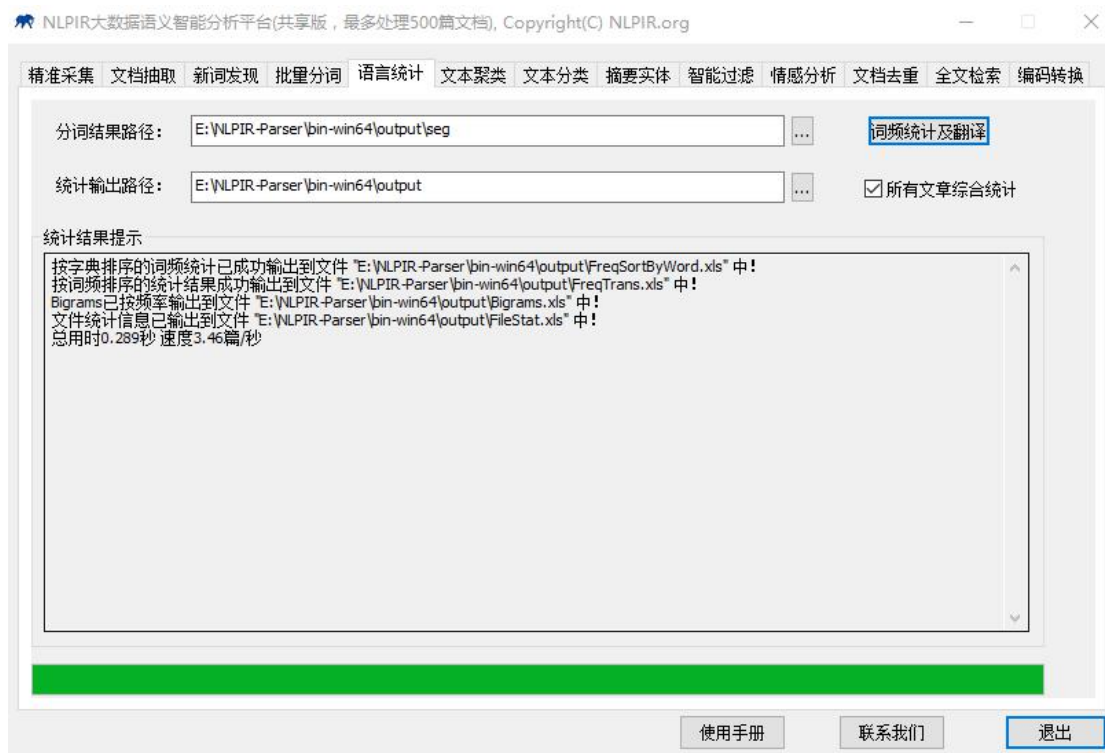 NLPIR大数据语义智能分析平台(共享版，最多处理500篇文档), Copyright(C) NLPIR.org
精准采集 文档抽取 新词发现 批量分词 语言统计 文本聚类 文本分类 摘要实体 智能过滤 情感分析 文档去重 全文检索 编码转换
分词结果路径： E:\NLPIR-Parser\bin-win64\output\seg ... 词频统计及翻译
统计输出路径： E:\NLPIR-Parser\bin-win64\output ... 所有文章综合统计
统计结果提示
按字典排序的词频统计已成功输出到文件 "E:\NLPIR-Parser\bin-win64\output\FreqSortByWord.xls" 中！
按词频排序的统计结果成功输出到文件 "E:\NLPIR-Parser\bin-win64\output\FreqTrans.xls" 中！
Bigrams已按频率输出到文件 "E:\NLPIR-Parser\bin-win64\output\Bigrams.xls" 中！
文件统计信息已输出到文件 "E:\NLPIR-Parser\bin-win64\output\FileStat.xls" 中！
总用时0.289秒 速度3.46篇/秒
使用手册 联系我们 退出